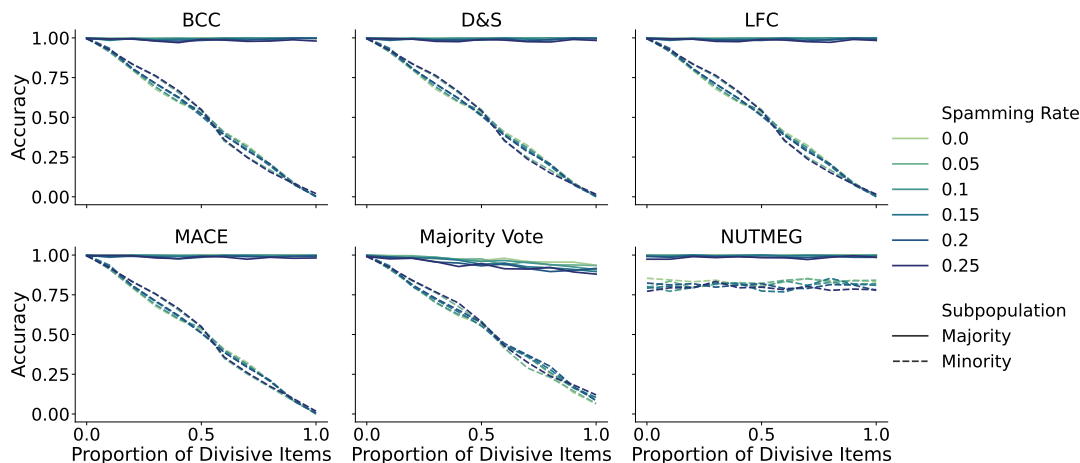 BCC
D&S
LFC
Accuracy
1.00
0.75
0.50
0.25
0.00
MACE
Majority Vote
NUTMEG
Accuracy
1.00
0.75
0.50
0.25
0.00
0.0 0.5 1.0
Proportion of Divisive Items
0.0 0.5 1.0
Proportion of Divisive Items
0.0 0.5 1.0
Proportion of Divisive Items
Spamming Rate
0.0
0.05
0.1
0.15
0.2
0.25
Subpopulation
Majority
Minority